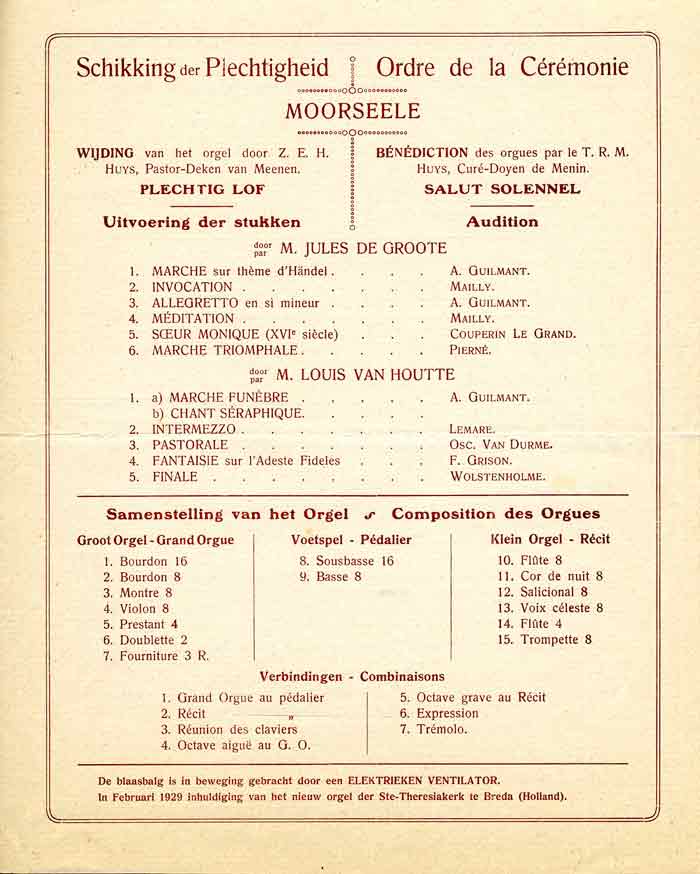 Schikking der Plechtigheid
Ordre de la Cérémonie
MOORSEELE
WIJDING van het orgel door Z. E. H.
HUYS, Pastor-Deken van Meenen.
PLECHTIG LOF
BÉNÉDICTION des orgues par le T. R. M.
HUYS, Curé-Doyen de Menin.
SALUT SOLENNEL
Uitvoering der stukken
Audition
door par M. JULES DE GROOTE
1. MARCHE sur thème d'Händel . . . . A. GUILMANT.
2. INVOCATION . . . . . . . MAILLY.
3. ALLEGRETTO en si mineur . . . . A. GUILMANT.
4. MÉDITATION . . . . . . . MAILLY.
5. SŒUR MONIQUE (XVIe siècle) . . . COUPERIN LE GRAND.
6. MARCHE TRIOMPHALE . . . . . PIERNÉ.
door par M. LOUIS VAN HOUTTE
1. a) MARCHE FUNÈBRE . . . . . A. GUILMANT.
b) CHANT SÉRAPHIQUE. . . . .
2. INTERMEZZO . . . . . . . LEMARE.
3. PASTORALE . . . . . . . OSC. VAN DURME.
4. FANTAISIE sur l'Adeste Fideles . . . F. GRISON.
5. FINALE . . . . . . . . WOLSTENHOLME.
Samenstelling van het Orgel - Composition des Orgues
Groot Orgel - Grand Orgue
1. Bourdon 16
2. Bourdon 8
3. Montre 8
4. Violon 8
5. Prestant 4
6. Doublette 2
7. Fourniture 3 R.
Voetspel - Pédalier
8. Sousbasse 16
9. Basse 8
Klein Orgel - Récit
10. Flûte 8
11. Cor de nuit 8
12. Salicional 8
13. Voix céleste 8
14. Flûte 4
15. Trompette 8
Verbindingen - Combinaisons
1. Grand Orgue au pédalier
2. Récit „
3. Réunion des claviers
4. Octave aiguë au G. O.
5. Octave grave au Récit
6. Expression
7. Trémolo.
De blaasbalg is in beweging gebracht door een ELEKTRIEKEN VENTILATOR.
In Februari 1929 inhuldiging van het nieuw orgel der Ste-Theresiakerk te Breda (Holland).